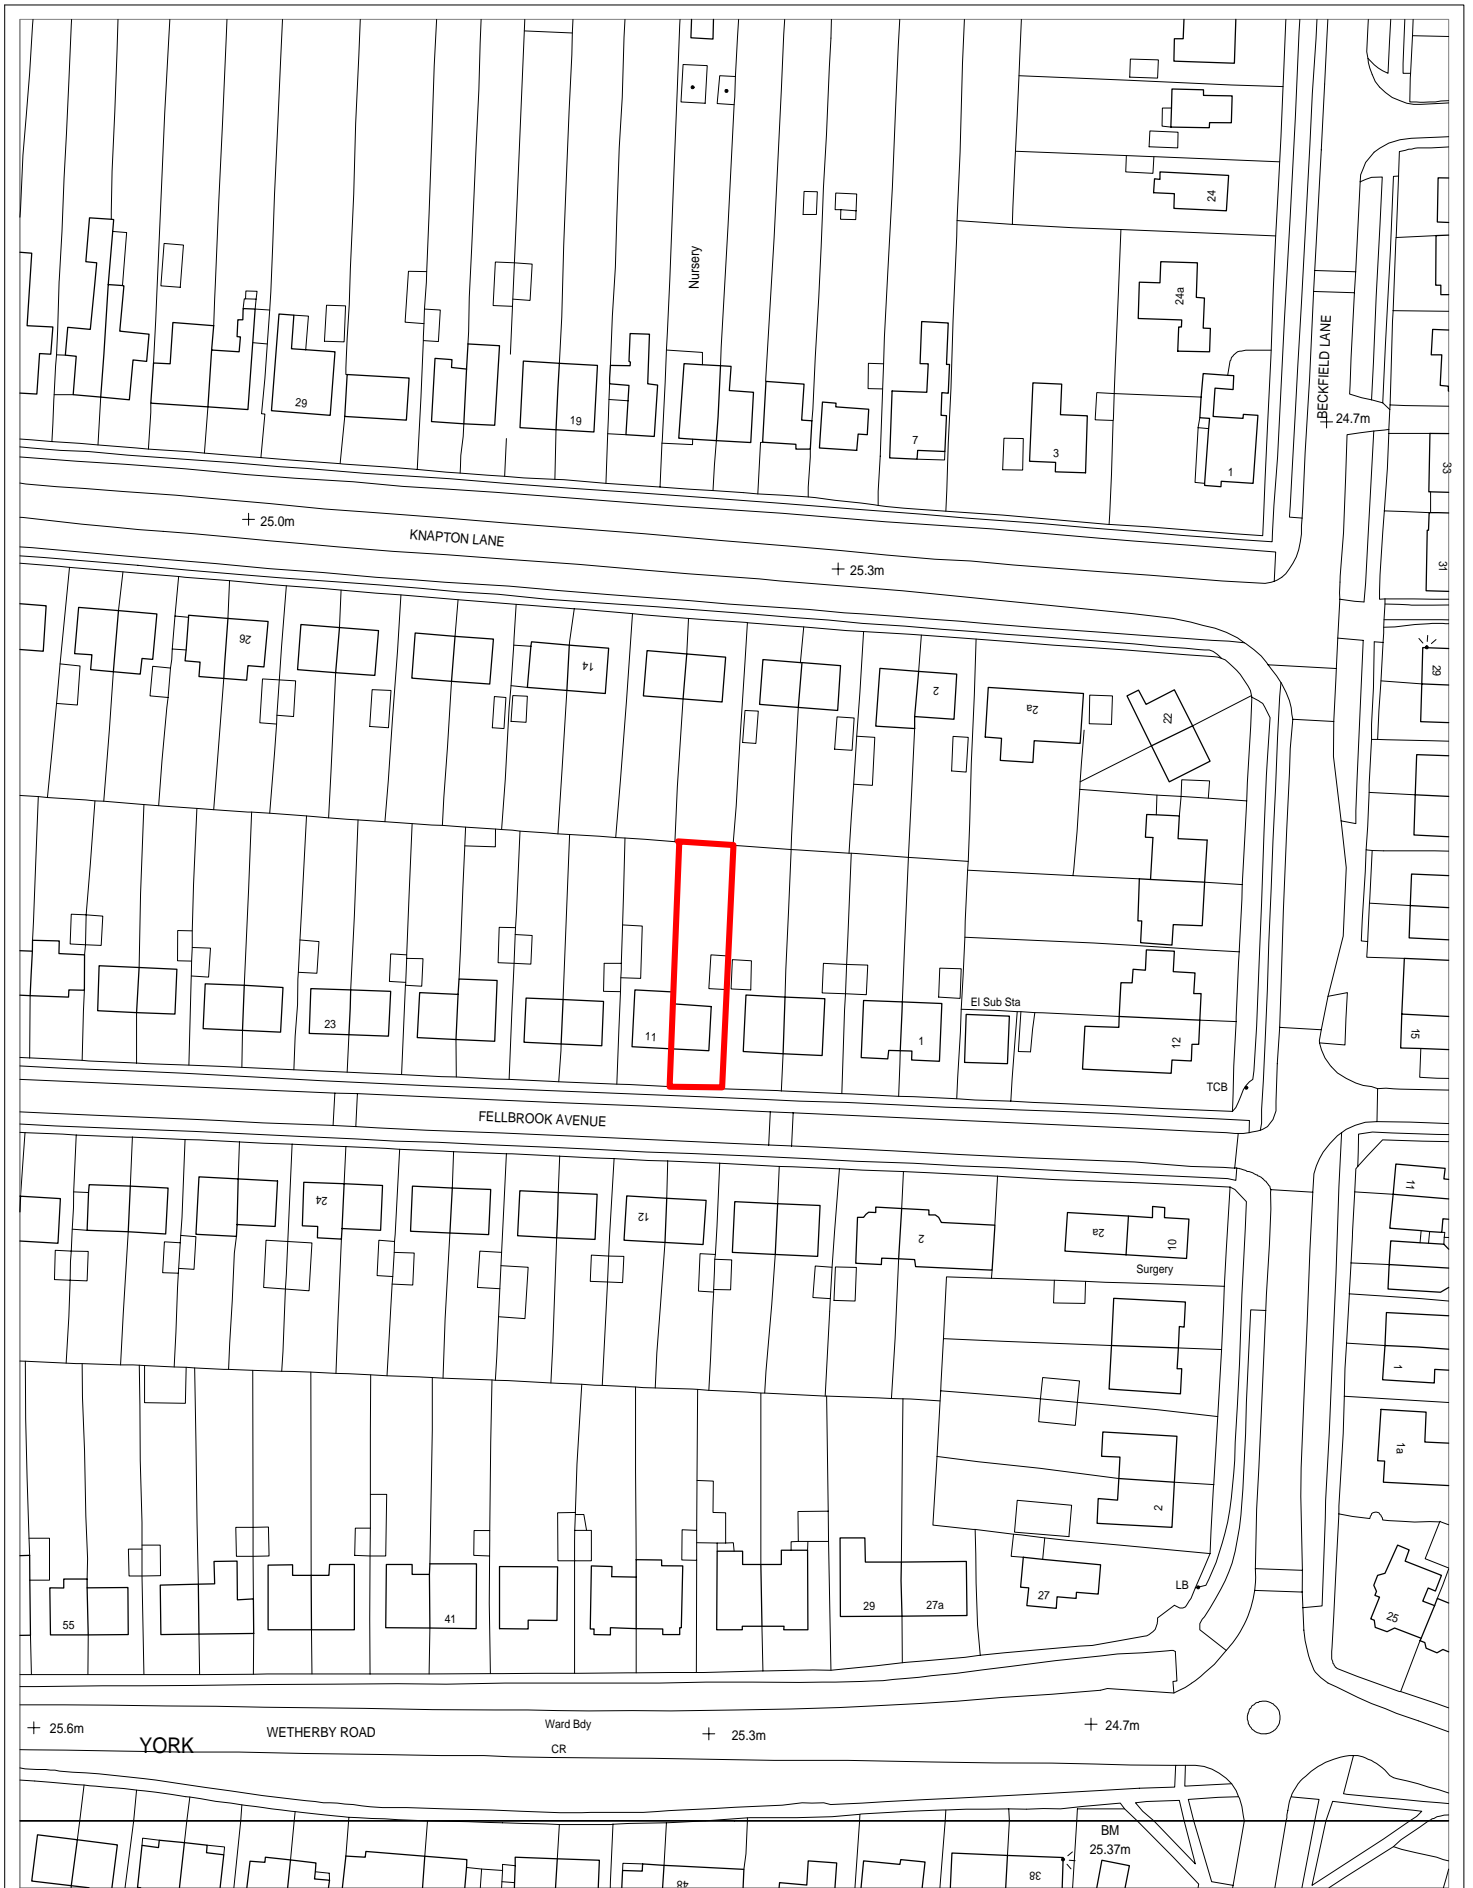 24
Nursery
24a
BECKFIELD LANE
24.7m
29
19
7
3
1
33
25.0m
KNAPTON LANE
25.3m
31
26
14
2
2a
22
29
El Sub Sta
23
11
1
12
15
TCB
FELLBROOK AVENUE
24
12
2
2a
10
Surgery
11
1
1a
2
LB
27
25
55
41
29
27a
25.6m
YORK
WETHERBY ROAD
Ward Bdy
CR
25.3m
24.7m
BM
25.37m
48
38